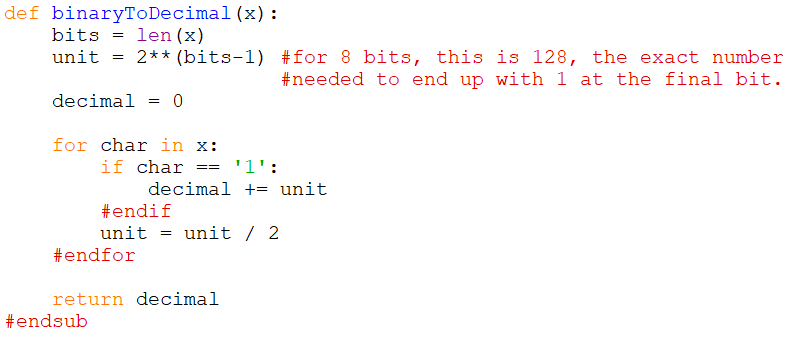 def binaryToDecimal(x):
    bits = len(x)
    unit = 2**(bits-1) #for 8 bits, this is 128, the exact number
                       #needed to end up with 1 at the final bit.
    decimal = 0

    for char in x:
        if char == '1':
            decimal += unit
        #endif
        unit = unit / 2
    #endfor

    return decimal
#endsub